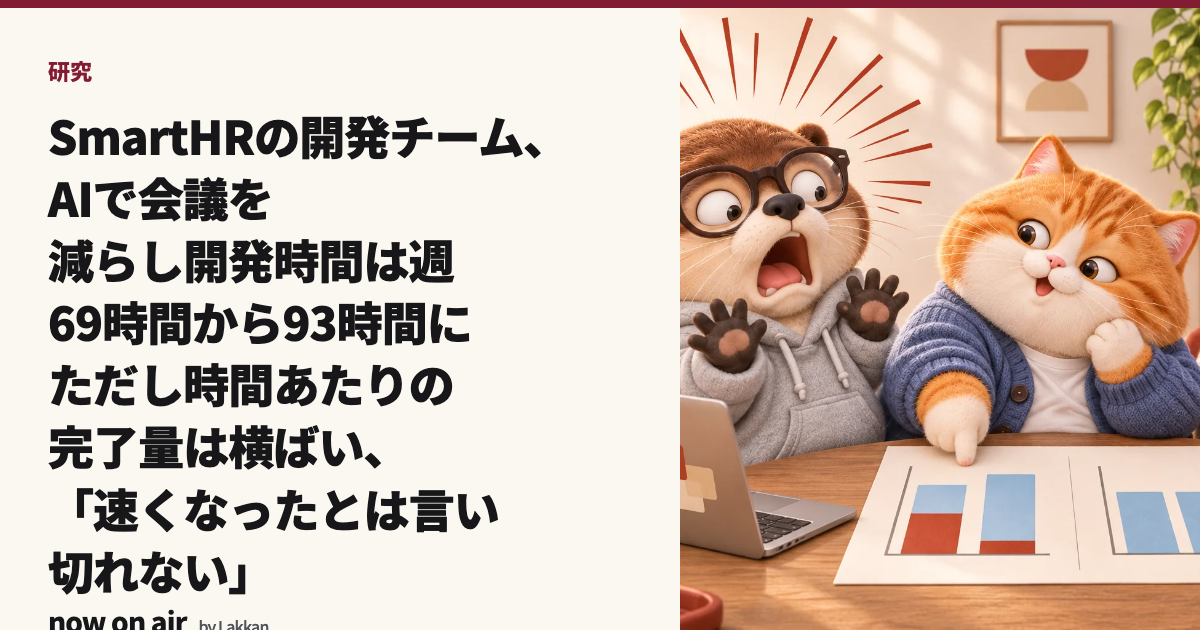 研究
SmartHRの開発チーム、
AIで会議を
減らし開発時間は週
69時間から93時間に
ただし時間あたりの
完了量は横ばい、
「速くなったとは言い
切れない」
now on air by Lakkan